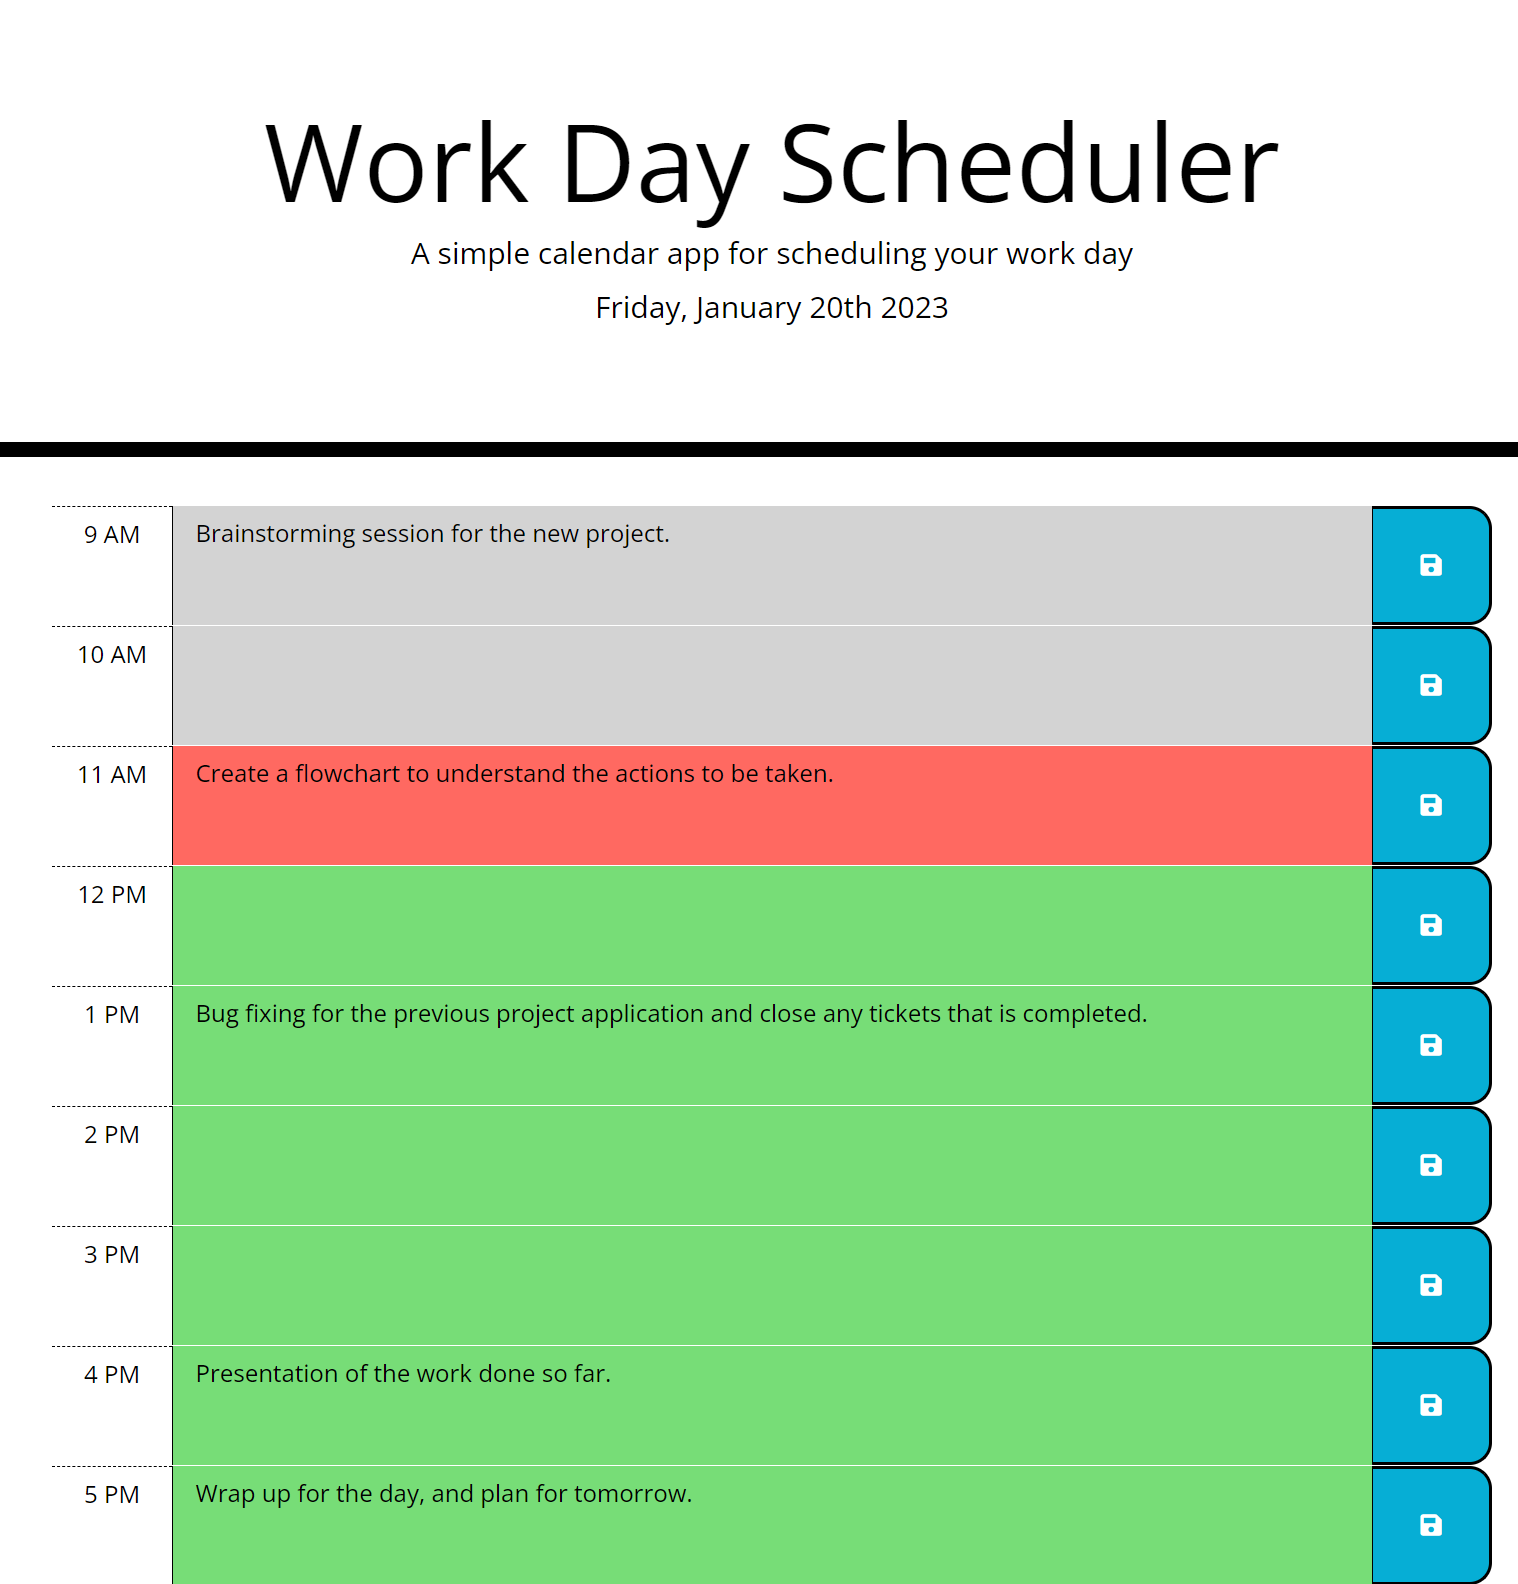 Work Day Scheduler
A simple calendar app for scheduling your work day
Friday, January 20th 2023
9 AM Brainstorming session for the new project.
10 AM
11 AM Create a flowchart to understand the actions to be taken.
12 PM
1 PM Bug fixing for the previous project application and close any tickets that is completed.
2 PM
3 PM
4 PM Presentation of the work done so far.
5 PM Wrap up for the day, and plan for tomorrow.